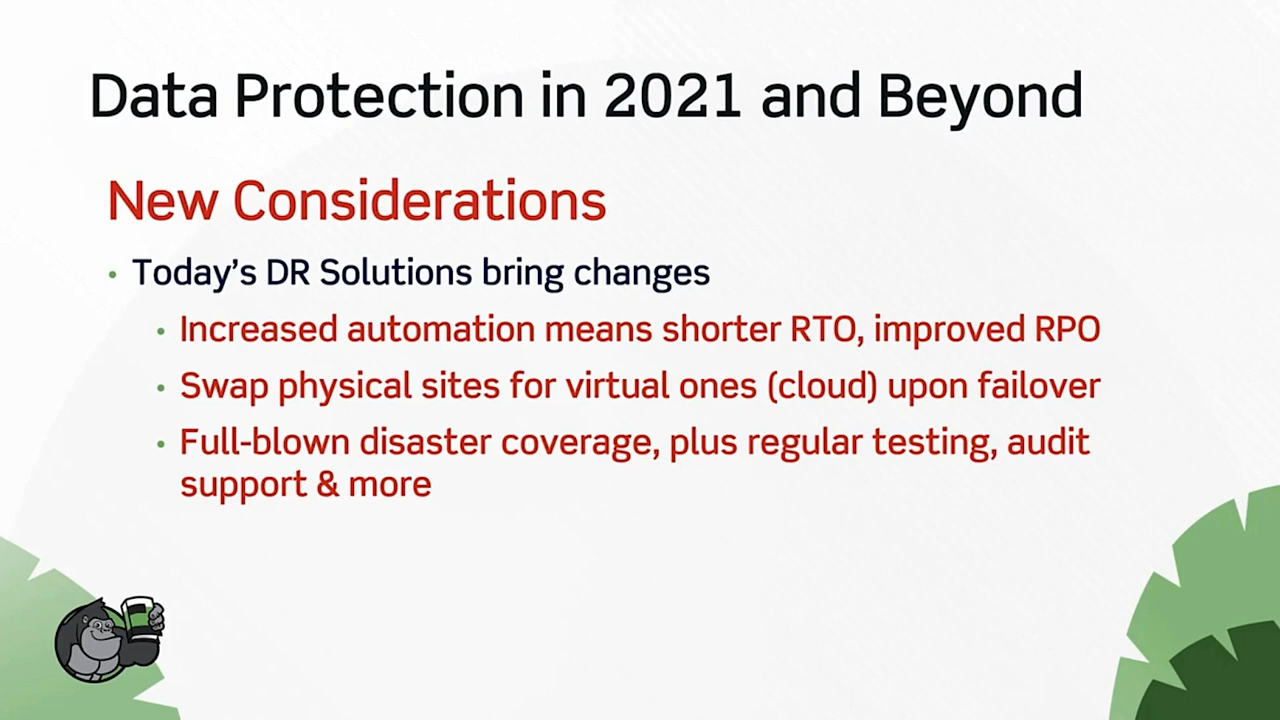 Data Protection in 2021 and Beyond
New Considerations
• Today’s DR Solutions bring changes
• Increased automation means shorter RTO, improved RPO
• Swap physical sites for virtual ones (cloud) upon failover
• Full-blown disaster coverage, plus regular testing, audit
support & more